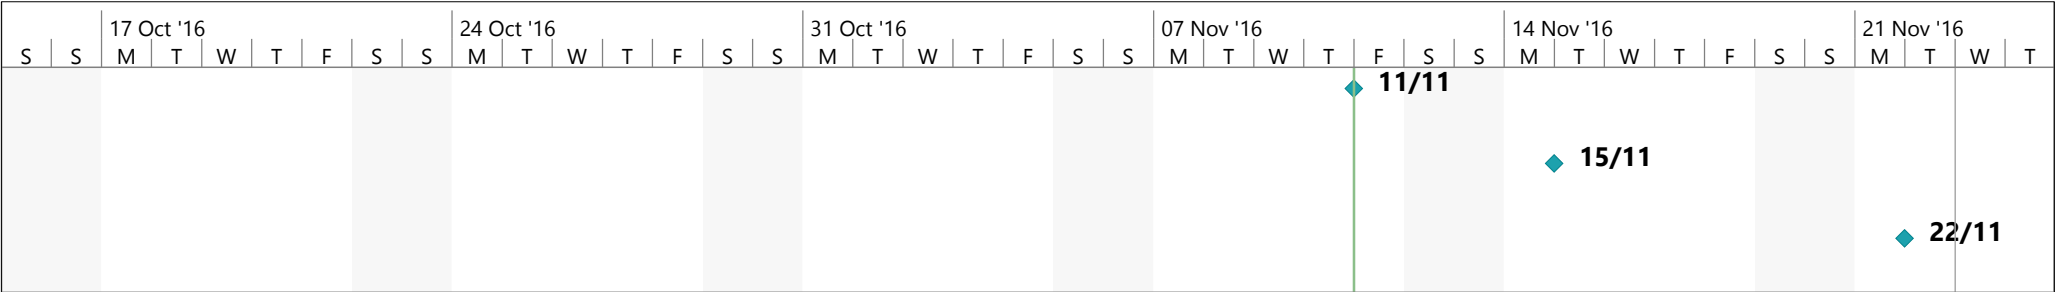 17 Oct '16 24 Oct '16 31 Oct '16 07 Nov '16 14 Nov '16 21 Nov '16
S S M T W T F S S M T W T F S S M T W T F S S M T W T F S S M T W T F S S M T W T
11/11
15/11
22/11